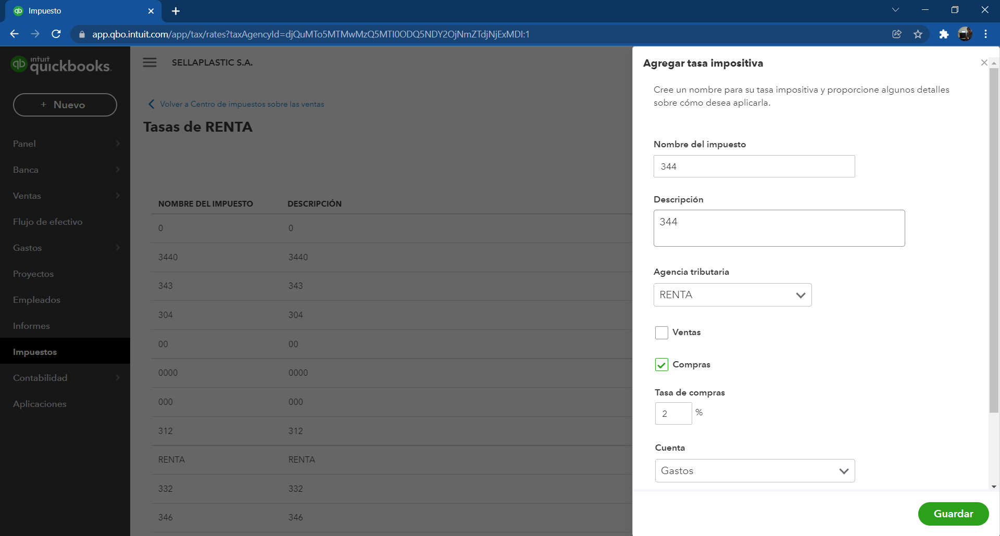 Impuesto
app.qbo.intuit.com/app/tax/rates?taxAgencyId=djQuMTo5MTMwMzQ5MTI0ODQ5NDY2OjNmZTdjNjExMDI:1
intuit
quickbooks.
SELLAPLASTIC S.A.
+ Nuevo
Panel
Banca
Ventas
Flujo de efectivo
Gastos
Proyectos
Empleados
Informes
Impuestos
Contabilidad
Aplicaciones
Volver a Centro de impuestos sobre las ventas
Tasas de RENTA
NOMBRE DEL IMPUESTO DESCRIPCIÓN
0 0
3440 3440
343 343
304 304
00 00
0000 0000
000 000
312 312
RENTA RENTA
332 332
346 346
Agregar tasa impositiva
Cree un nombre para su tasa impositiva y proporcione algunos detalles
sobre cómo desea aplicarla.
Nombre del impuesto
344
Descripción
344
Agencia tributaria
RENTA
Ventas
Compras
Tasa de compras
2 %
Cuenta
Gastos
Guardar